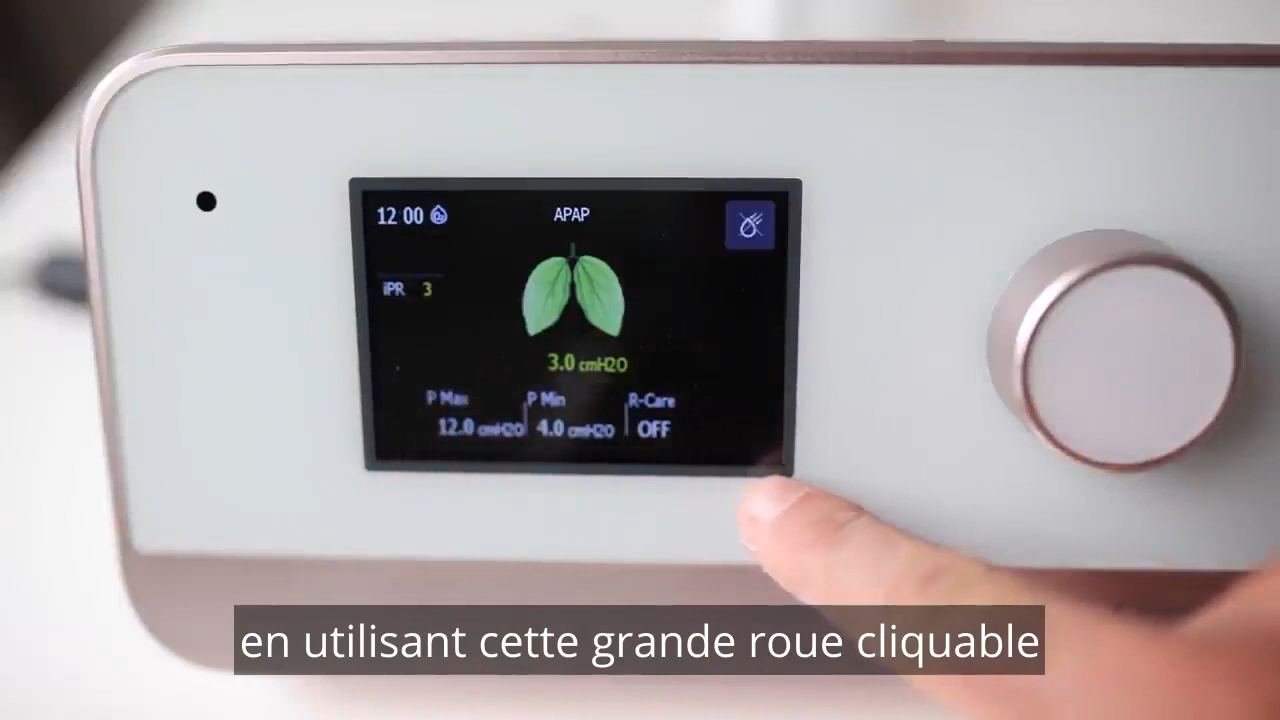 12:00 APAP
iPR 3
3.0 cmH2O
P Max P Min R-Care
12.0 cmH2O 4.0 cmH2O OFF
en utilisant cette grande roue cliquable